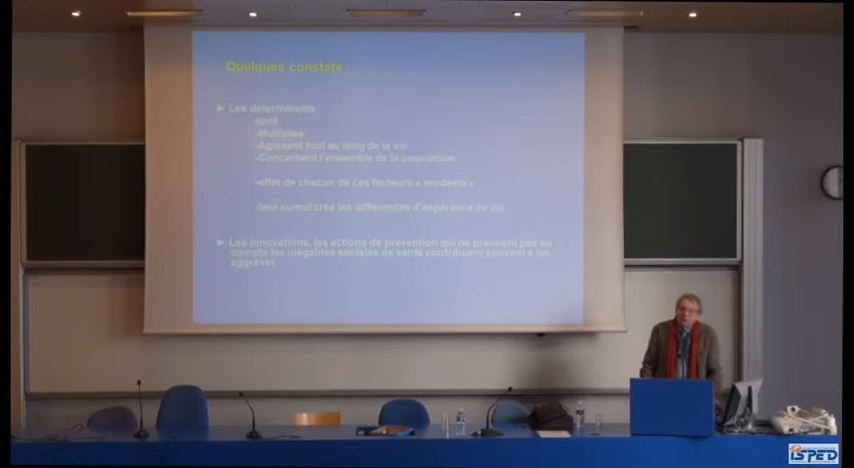 Quelques constats
► Les déterminants
sont
-Multiples
-Agissent tout au long de la vie
-Concernent l'ensemble de la population
-effet de chacun de ces facteurs « modeste »
-leur cumul créé les différences d'espérance de vie
► Les innovations, les actions de prévention qui ne prennent pas en
compte les inégalités sociales de santé contribuent souvent à les
aggraver
ISPED